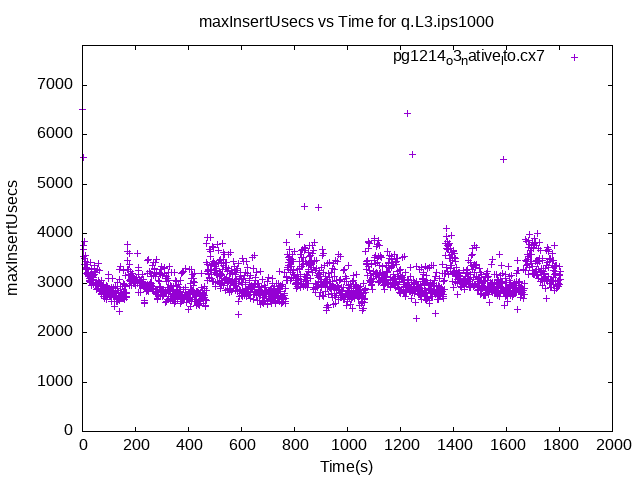 maxInsertUsecs vs Time for q.L3.ips1000
pg1214o3native_lto.cx7
7000
6000
5000
4000
3000
2000
1000
0
maxInsertUsecs
0 200 400 600 800 1000 1200 1400 1600 1800 2000
Time(s)